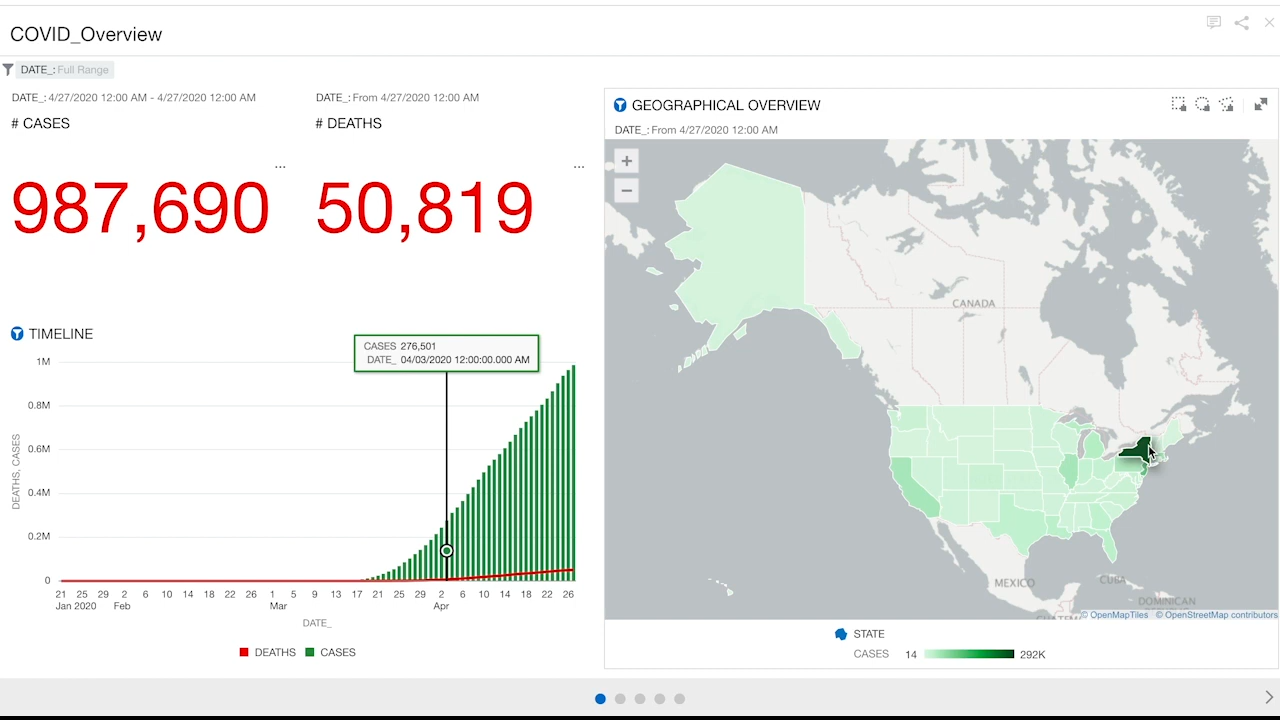 COVID_Overview
DATE_: Full Range
DATE_: 4/27/2020 12:00 AM - 4/27/2020 12:00 AM
# CASES
...
987,690
DATE_: From 4/27/2020 12:00 AM
# DEATHS
...
50,819
TIMELINE
CASES 276,501
DATE_ 04/03/2020 12:00:00.000 AM
DEATHS, CASES
1M
0.8M
0.6M
0.4M
0.2M
0
21 25 29 2 6 10 14 18 22 26 1 5 9 13 17 21 25 29 2 6 10 14 18 22 26
Jan 2020 Feb Mar Apr
DATE_
DEATHS CASES
GEOGRAPHICAL OVERVIEW
DATE_: From 4/27/2020 12:00 AM
+
−
CANADA
MEXICO
CUBA
DOMINICAN
© OpenMapTiles © OpenStreetMap contributors
STATE
CASES 14 292K